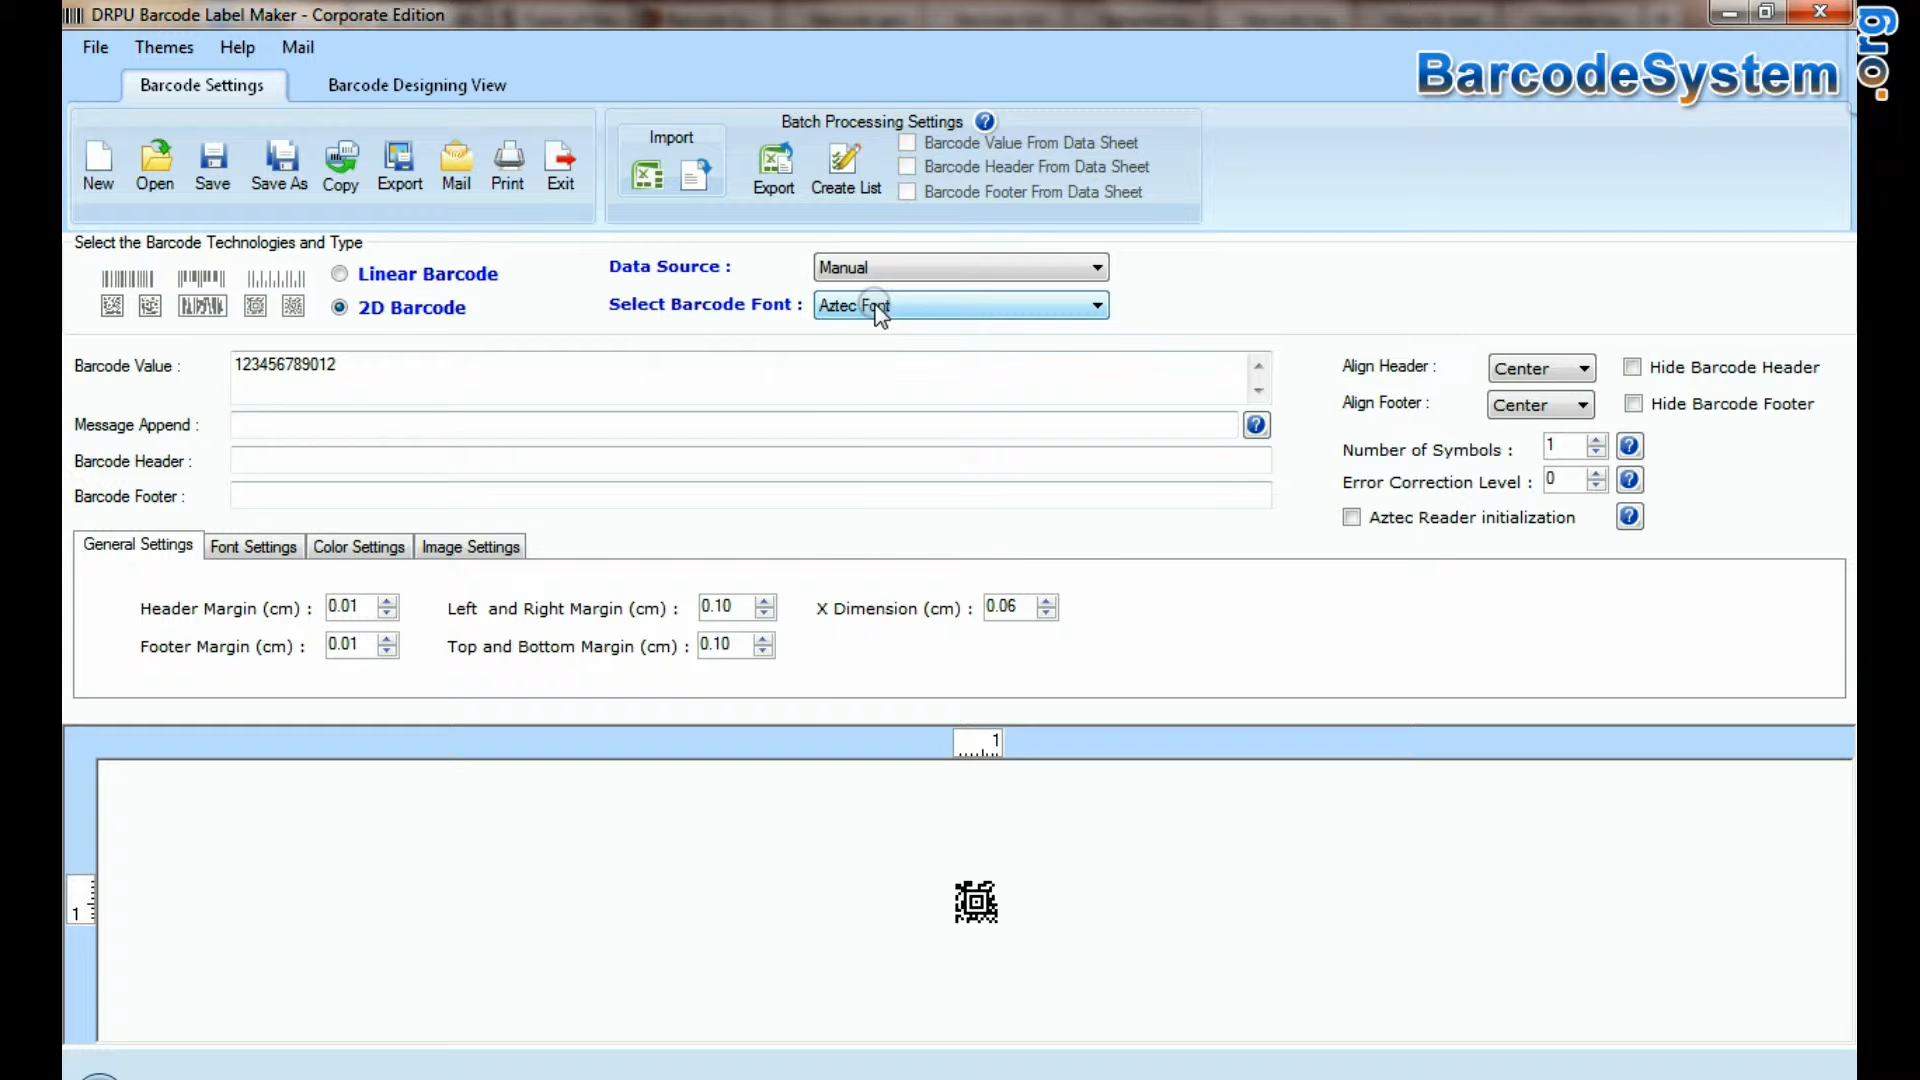 DRPU Barcode Label Maker - Corporate Edition
File Themes Help Mail
BarcodeSystem
.org
Barcode Settings Barcode Designing View
Import
Batch Processing Settings ?
New Open Save Save As Copy Export Mail Print Exit
Export Create List
Barcode Value From Data Sheet
Barcode Header From Data Sheet
Barcode Footer From Data Sheet
Select the Barcode Technologies and Type
Linear Barcode
2D Barcode
Data Source : Manual
Select Barcode Font : Aztec Font
Barcode Value : 123456789012
Message Append : ?
Barcode Header :
Barcode Footer :
Align Header : Center Hide Barcode Header
Align Footer : Center Hide Barcode Footer
Number of Symbols : 1 ?
Error Correction Level : 0 ?
Aztec Reader initialization ?
General Settings Font Settings Color Settings Image Settings
Header Margin (cm) : 0.01 Left and Right Margin (cm) : 0.10 X Dimension (cm) : 0.06
Footer Margin (cm) : 0.01 Top and Bottom Margin (cm) : 0.10
1
1